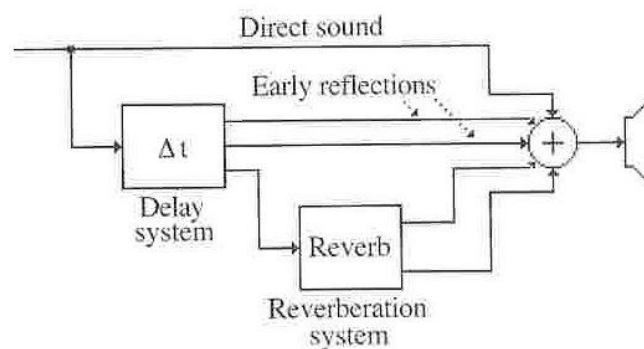 Direct sound
Early reflections
Δt
Delay
system
+
Reverb
Reverberation
system